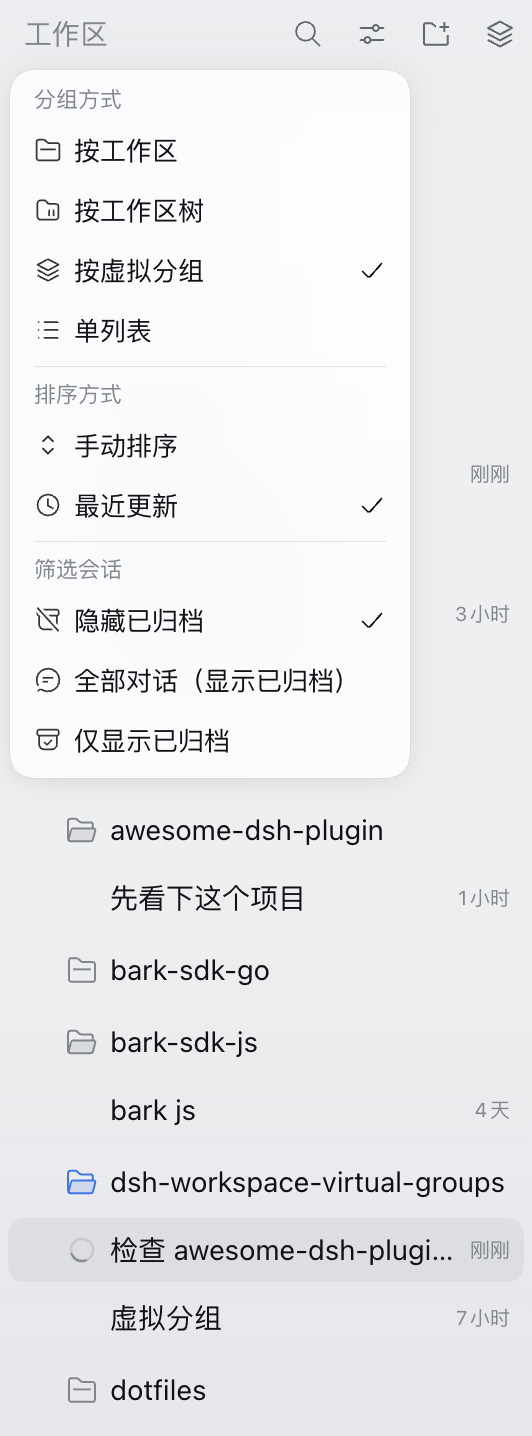 工作区
分组方式
按工作区
按工作区树
按虚拟分组
单列表
排序方式
手动排序
刚刚
最近更新
筛选会话
隐藏已归档
3小时
全部对话（显示已归档）
仅显示已归档
awesome-dsh-plugin
先看下这个项目 1小时
bark-sdk-go
bark-sdk-js
bark js 4天
dsh-workspace-virtual-groups
检查 awesome-dsh-plugi... 刚刚
虚拟分组 7小时
dotfiles